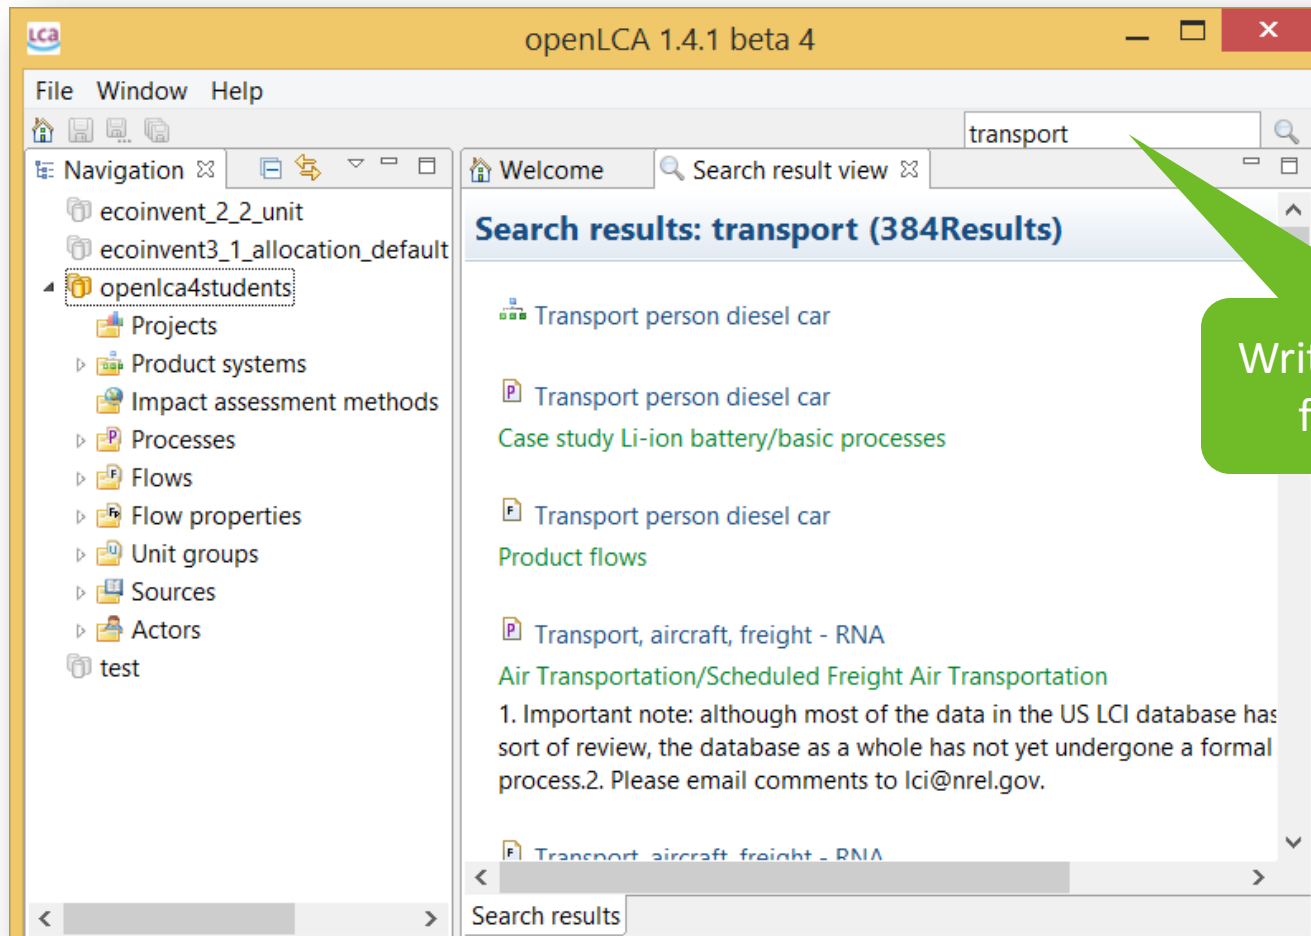 LCA
openLCA 1.4.1 beta 4
File Window Help
transport
Navigation
Welcome
Search result view
ecoinvent_2_2_unit
ecoinvent3_1_allocation_default
openlca4students
Projects
Product systems
Impact assessment methods
Processes
Flows
Flow properties
Unit groups
Sources
Actors
test
Search results: transport (384Results)
Transport person diesel car
P Transport person diesel car
Case study Li-ion battery/basic processes
F Transport person diesel car
Product flows
P Transport, aircraft, freight - RNA
Air Transportation/Scheduled Freight Air Transportation
1. Important note: although most of the data in the US LCI database has
sort of review, the database as a whole has not yet undergone a formal
process.2. Please email comments to lci@nrel.gov.
F Transport, aircraft, freight - RNA
Search results